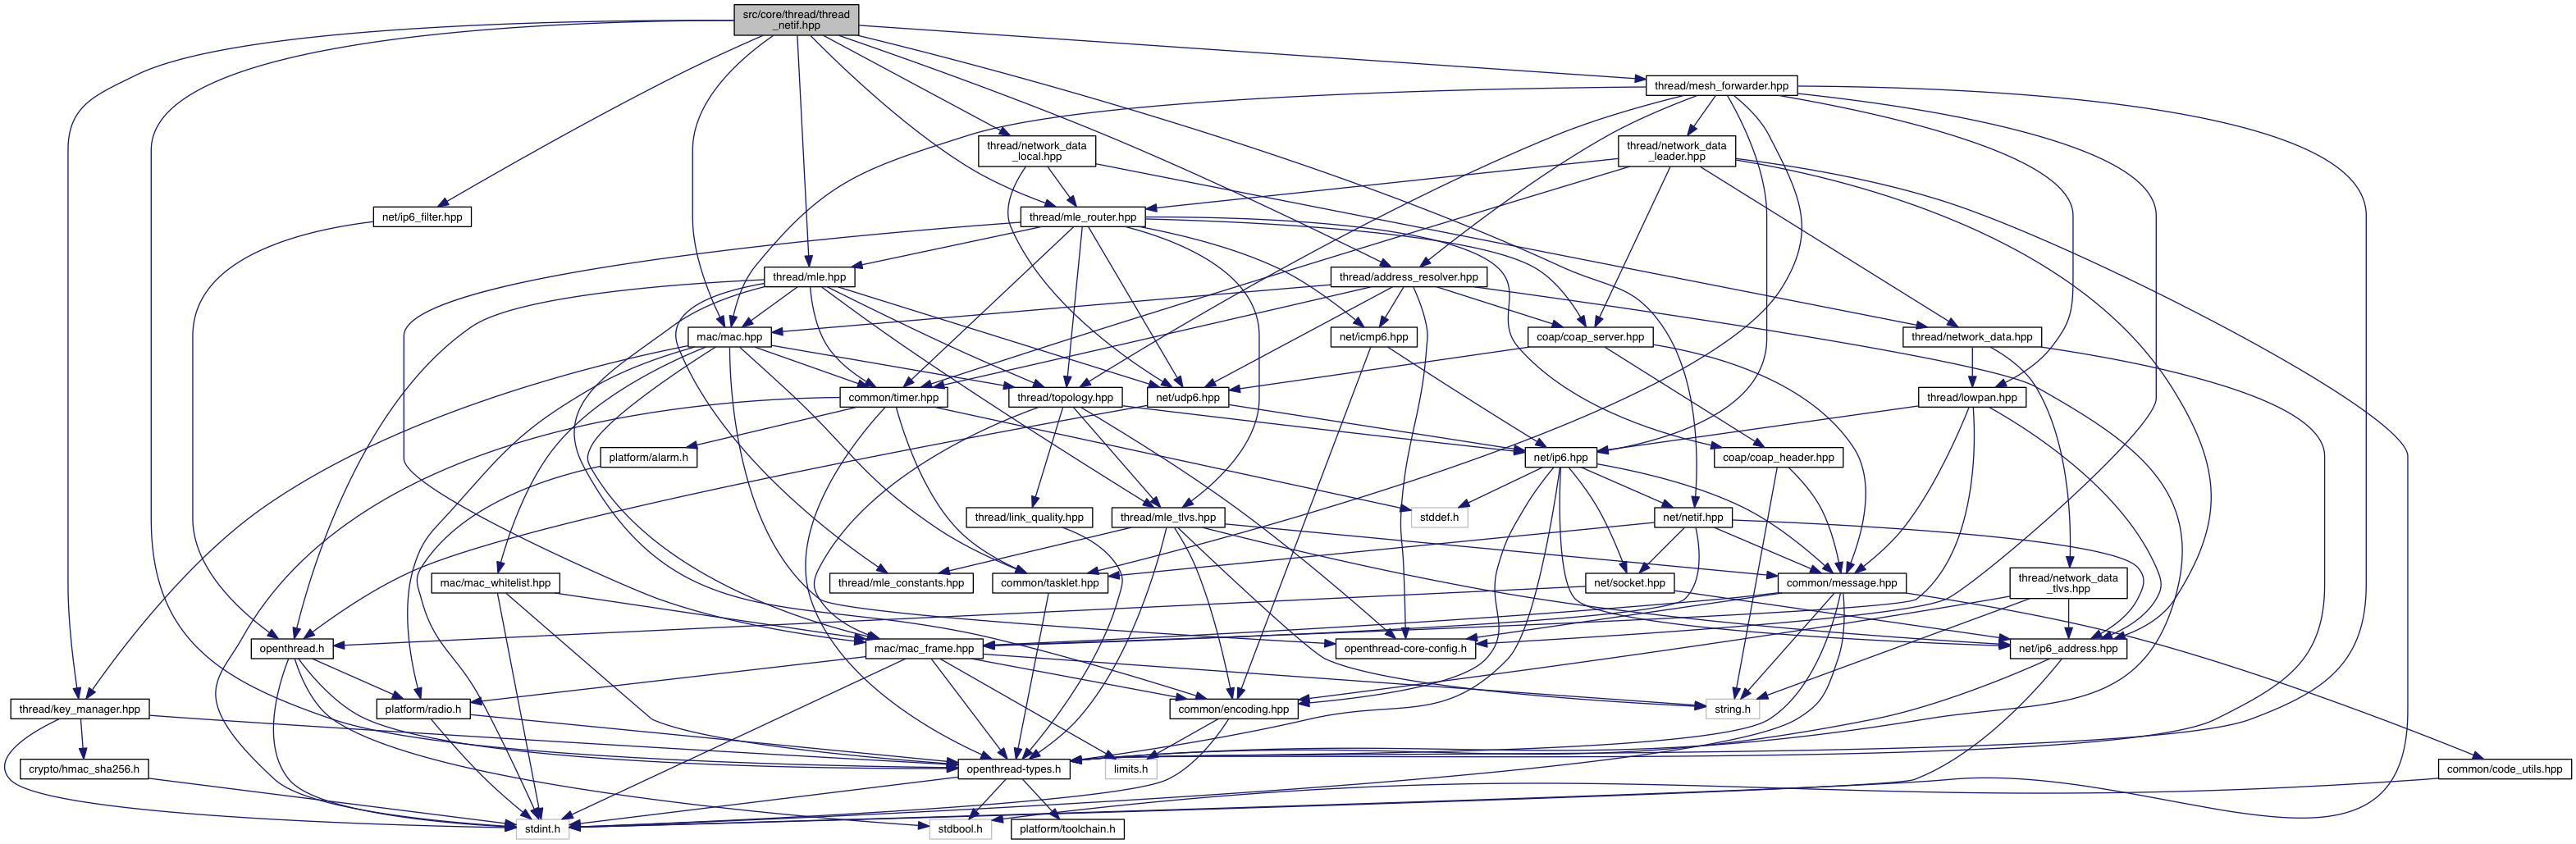 src/core/thread/thread
_netif.hpp
thread/mesh_forwarder.hpp
thread/network_data
_local.hpp
thread/network_data
_leader.hpp
net/ip6_filter.hpp
thread/mle_router.hpp
thread/mle.hpp
thread/address_resolver.hpp
mac/mac.hpp
net/icmp6.hpp
coap/coap_server.hpp
thread/network_data.hpp
common/timer.hpp
thread/topology.hpp
net/udp6.hpp
thread/lowpan.hpp
platform/alarm.h
net/ip6.hpp
coap/coap_header.hpp
thread/link_quality.hpp
thread/mle_tlvs.hpp
stddef.h
net/netif.hpp
mac/mac_whitelist.hpp
thread/mle_constants.hpp
common/tasklet.hpp
net/socket.hpp
common/message.hpp
thread/network_data
_tlvs.hpp
openthread.h
mac/mac_frame.hpp
openthread-core-config.h
net/ip6_address.hpp
thread/key_manager.hpp
platform/radio.h
common/encoding.hpp
string.h
crypto/hmac_sha256.h
openthread-types.h
limits.h
common/code_utils.hpp
stdint.h
stdbool.h
platform/toolchain.h